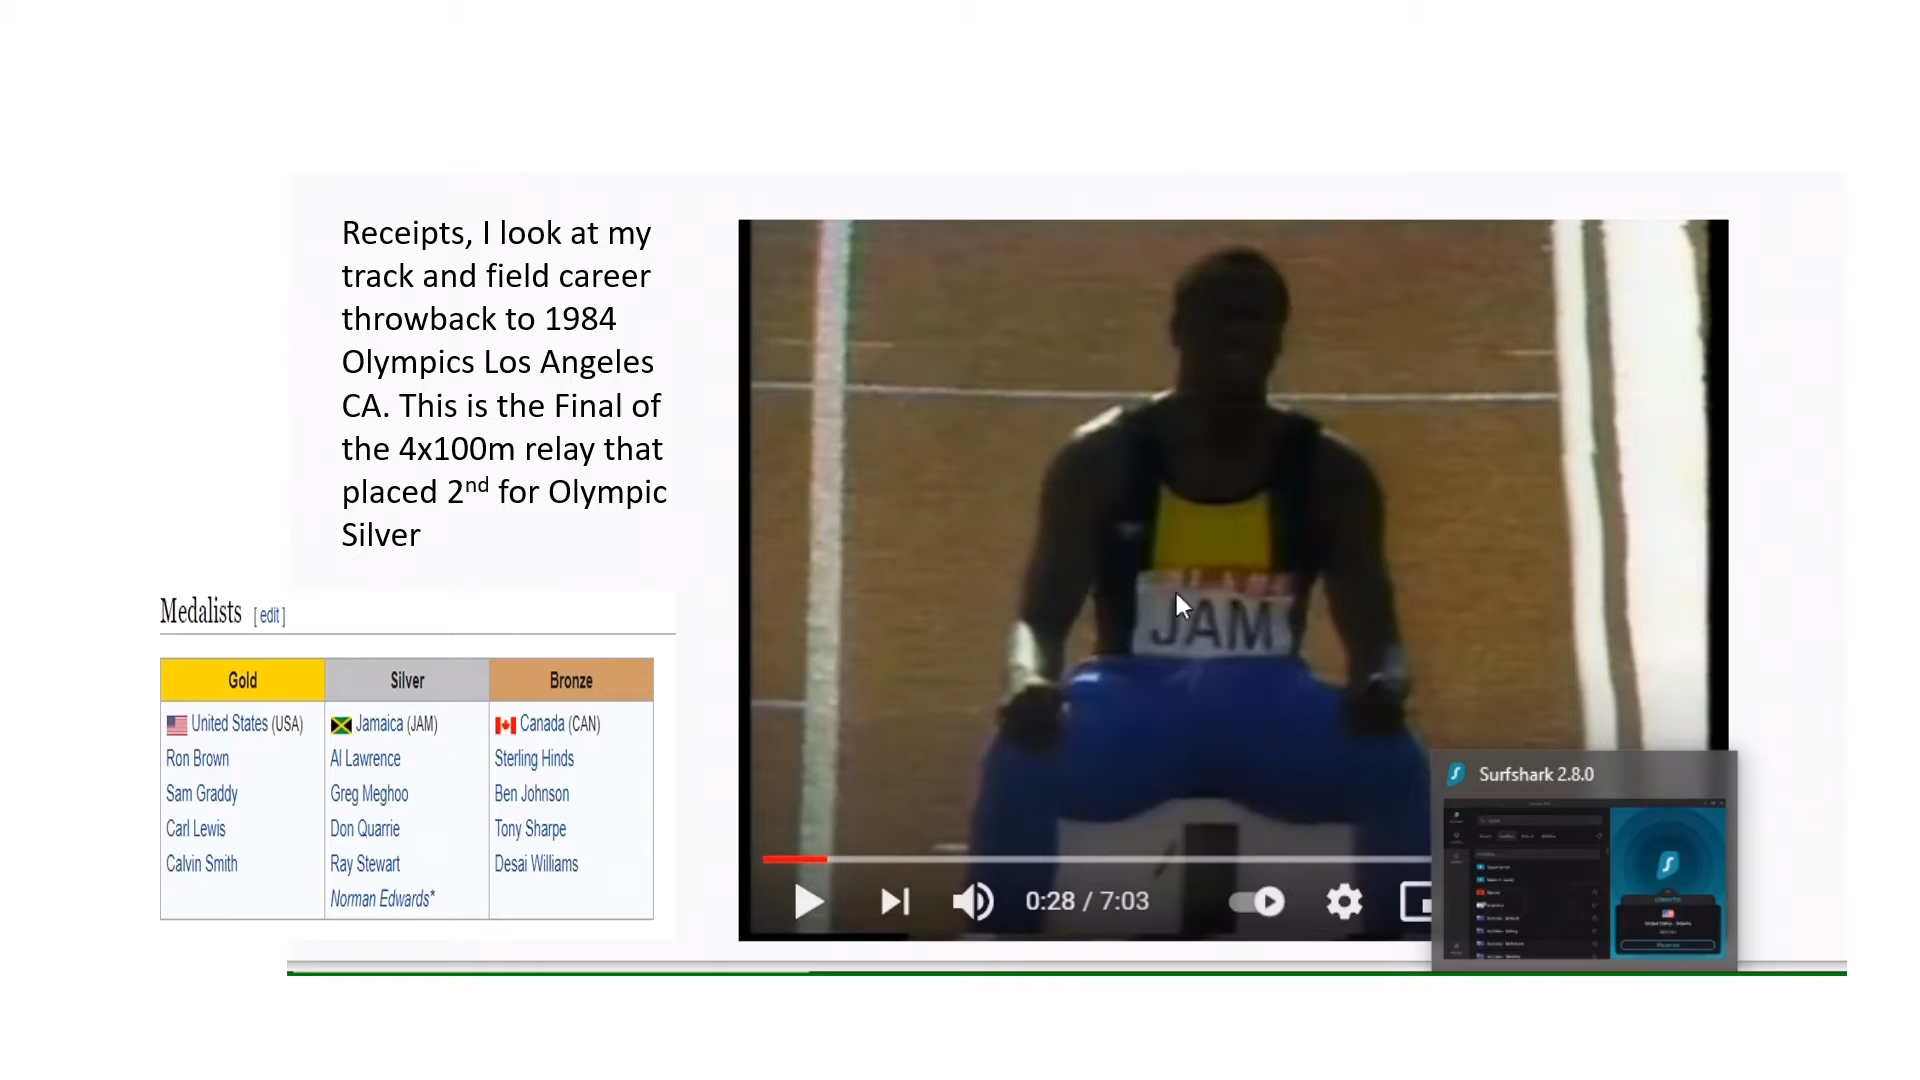 Receipts, I look at my
track and field career
throwback to 1984
Olympics Los Angeles
CA. This is the Final of
the 4x100m relay that
placed 2nd for Olympic
Silver
Medalists [ edit ]
Gold Silver Bronze
United States (USA) Jamaica (JAM) Canada (CAN)
Ron Brown Al Lawrence Sterling Hinds
Sam Graddy Greg Meghoo Ben Johnson
Carl Lewis Don Quarrie Tony Sharpe
Calvin Smith Ray Stewart Desai Williams
Norman Edwards*
JAM
0:28 / 7:03
Surfshark 2.8.0